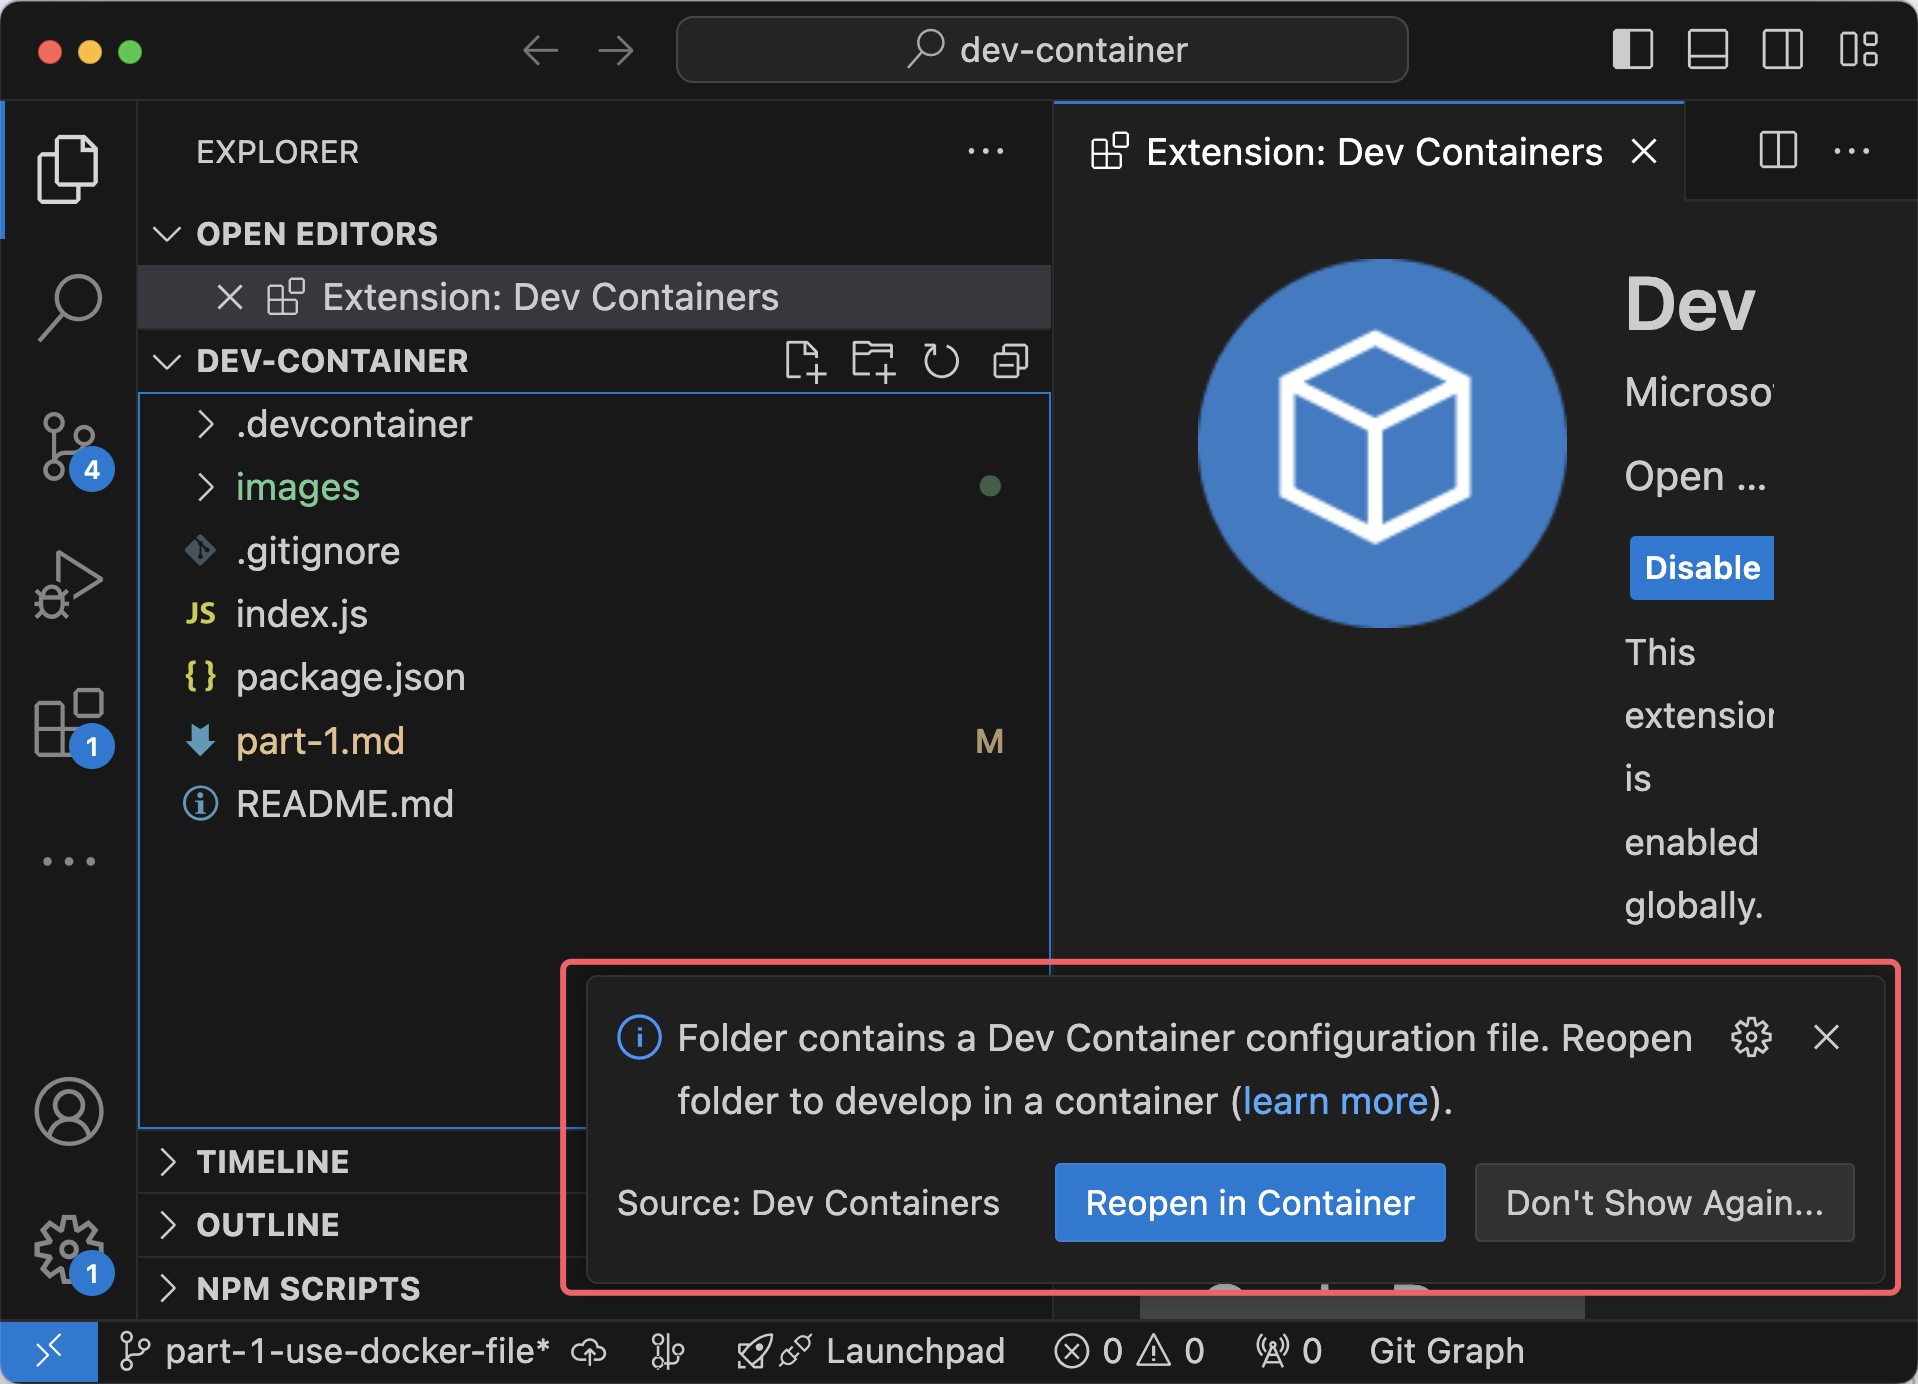 dev-container
EXPLORER
OPEN EDITORS
Extension: Dev Containers
DEV-CONTAINER
.devcontainer
images
.gitignore
JS index.js
{} package.json
part-1.md M
README.md
TIMELINE
OUTLINE
NPM SCRIPTS
4
1
1
Extension: Dev Containers
Dev
Microso
Open ...
Disable
This
extension
is
enabled
globally.
Folder contains a Dev Container configuration file. Reopen
folder to develop in a container (learn more).
Source: Dev Containers
Reopen in Container
Don't Show Again...
part-1-use-docker-file* Launchpad 0 0 0 Git Graph